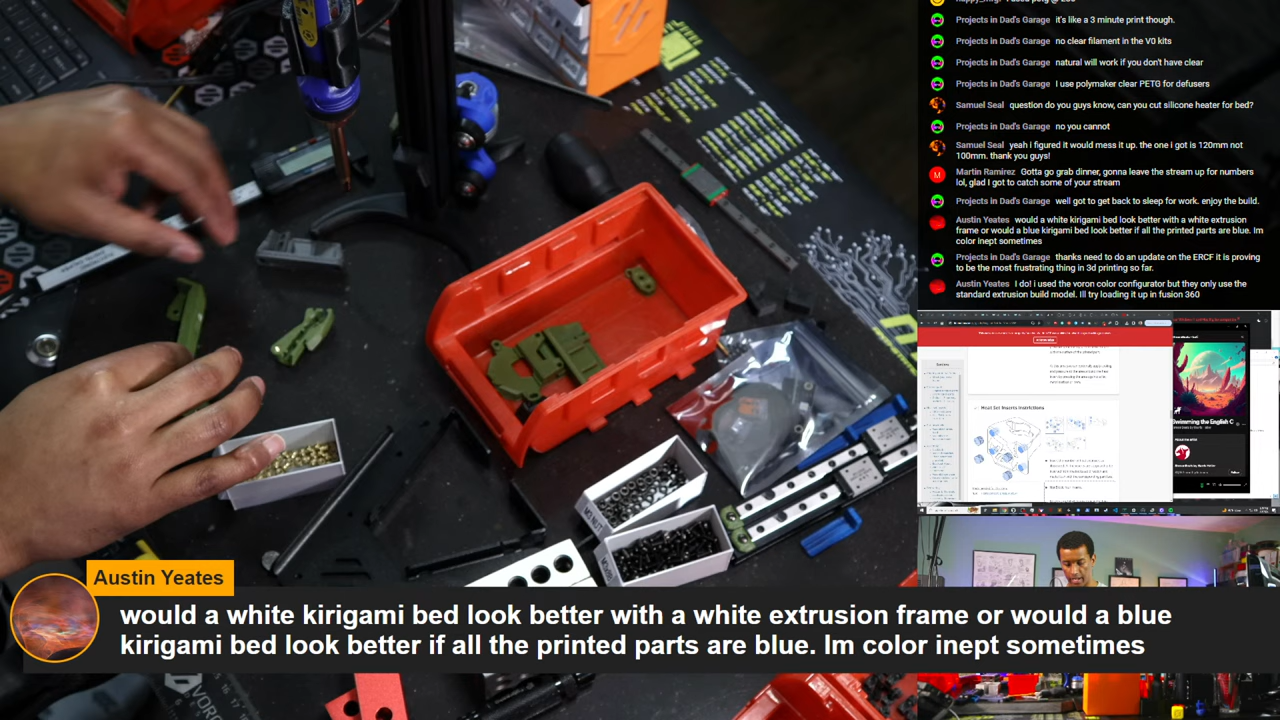 Projects in Dad's Garage it's like a 3 minute print though.
Projects in Dad's Garage no clear filament in the V0 kits
Projects in Dad's Garage natural will work if you don't have clear
Projects in Dad's Garage I use polymaker clear PETG for defusers
Samuel Seal question do you guys know, can you cut silicone heater for bed?
Projects in Dad's Garage no you cannot
Samuel Seal yeah i figured it would mess it up. the one i got is 120mm not
100mm. thank you guys!
M Martin Ramirez Gotta go grab dinner, gonna leave the stream up for numbers
lol, glad I got to catch some of your stream
Projects in Dad's Garage well got to get back to sleep for work. enjoy the build.
Austin Yeates would a white kirigami bed look better with a white extrusion
frame or would a blue kirigami bed look better if all the printed parts are blue. Im
color inept sometimes
Projects in Dad's Garage thanks need to do an update on the ERCF it is proving
to be the most frustrating thing in 3d printing so far.
Austin Yeates I do! i used the voron color configurator but they only use the
standard extrusion build model. Ill try loading it up in fusion 360
Heat Set Inserts Instructions
Swimming the English C
Austin Yeates
would a white kirigami bed look better with a white extrusion frame or would a blue
kirigami bed look better if all the printed parts are blue. Im color inept sometimes